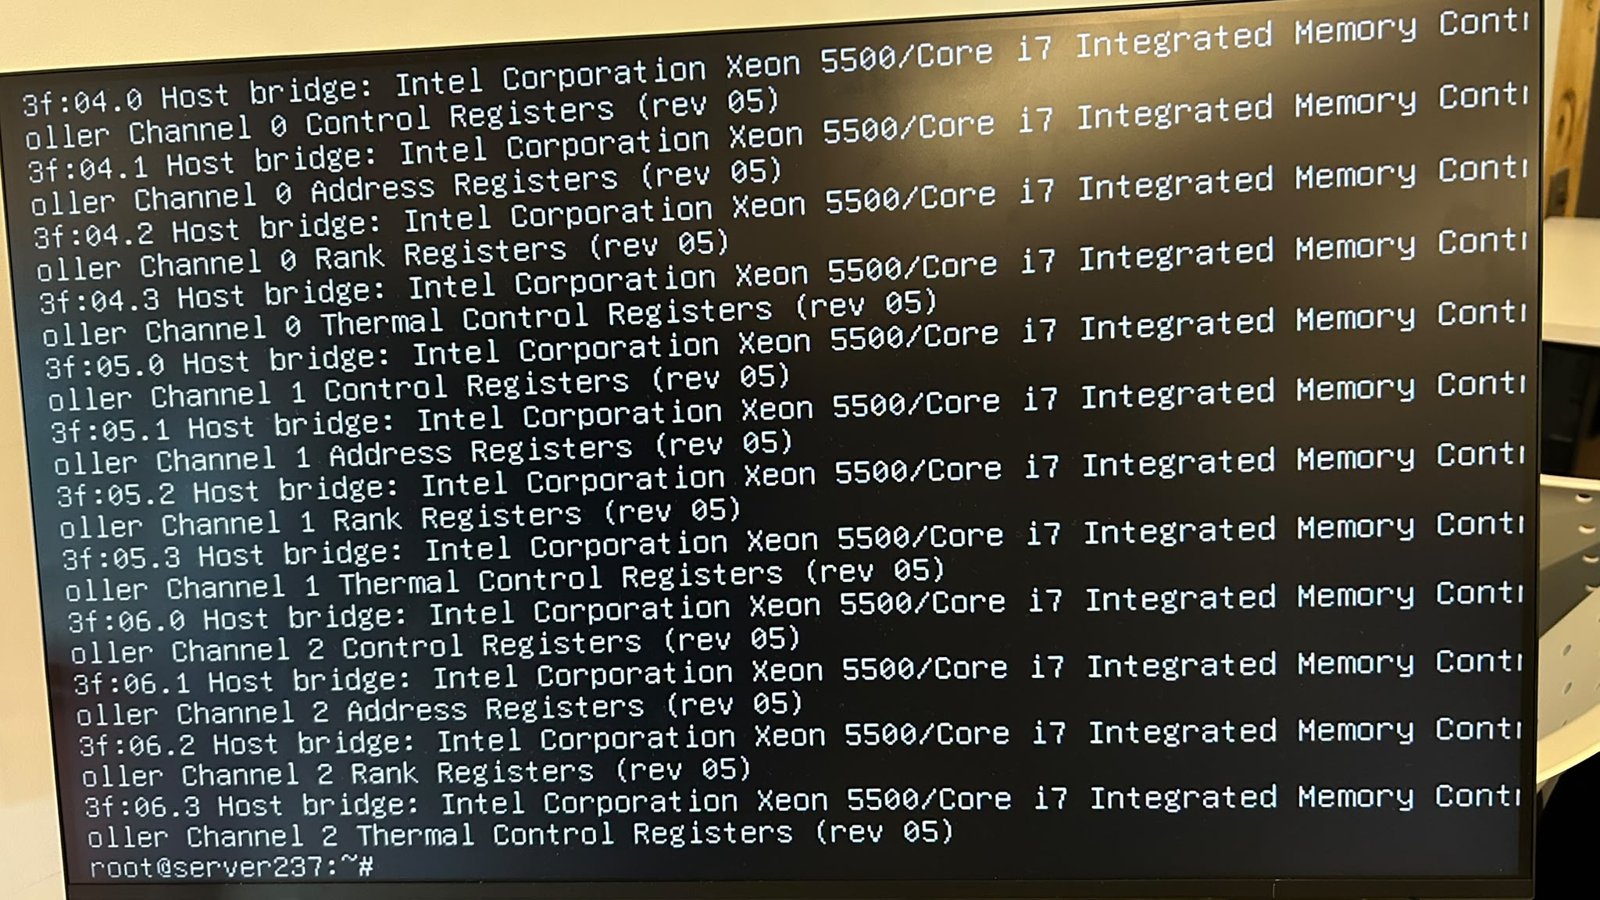 3f:04.0 Host bridge: Intel Corporation Xeon 5500/Core i7 Integrated Memory Contr
oller Channel 0 Control Registers (rev 05)
3f:04.1 Host bridge: Intel Corporation Xeon 5500/Core i7 Integrated Memory Contr
oller Channel 0 Address Registers (rev 05)
3f:04.2 Host bridge: Intel Corporation Xeon 5500/Core i7 Integrated Memory Contr
oller Channel 0 Rank Registers (rev 05)
3f:04.3 Host bridge: Intel Corporation Xeon 5500/Core i7 Integrated Memory Contr
oller Channel 0 Thermal Control Registers (rev 05)
3f:05.0 Host bridge: Intel Corporation Xeon 5500/Core i7 Integrated Memory Contr
oller Channel 1 Control Registers (rev 05)
3f:05.1 Host bridge: Intel Corporation Xeon 5500/Core i7 Integrated Memory Contr
oller Channel 1 Address Registers (rev 05)
3f:05.2 Host bridge: Intel Corporation Xeon 5500/Core i7 Integrated Memory Contr
oller Channel 1 Rank Registers (rev 05)
3f:05.3 Host bridge: Intel Corporation Xeon 5500/Core i7 Integrated Memory Contr
oller Channel 1 Thermal Control Registers (rev 05)
3f:06.0 Host bridge: Intel Corporation Xeon 5500/Core i7 Integrated Memory Contr
oller Channel 2 Control Registers (rev 05)
3f:06.1 Host bridge: Intel Corporation Xeon 5500/Core i7 Integrated Memory Contr
oller Channel 2 Address Registers (rev 05)
3f:06.2 Host bridge: Intel Corporation Xeon 5500/Core i7 Integrated Memory Contr
oller Channel 2 Rank Registers (rev 05)
3f:06.3 Host bridge: Intel Corporation Xeon 5500/Core i7 Integrated Memory Contr
oller Channel 2 Thermal Control Registers (rev 05)
root@server237:~#